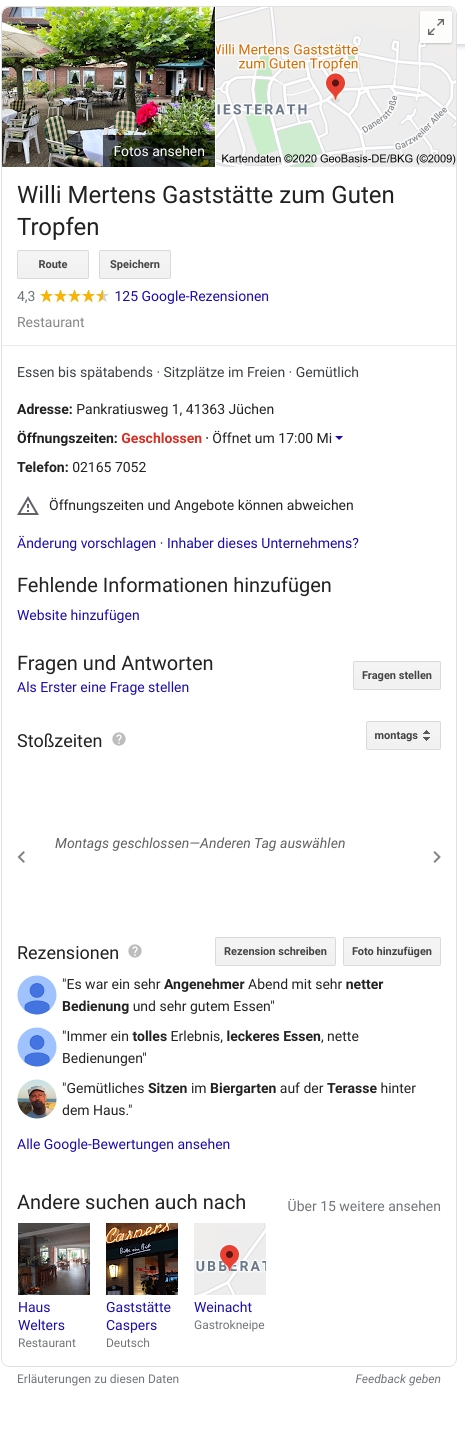 Willi Mertens Gaststätte
zum Guten Tropfen
IESTERATH
Danerstraße
Garzweiler Allee
Fotos ansehen
Kartendaten ©2020 GeoBasis-DE/BKG (©2009)
Willi Mertens Gaststätte zum Guten
Tropfen
Route Speichern
4,3 125 Google-Rezensionen
Restaurant
Essen bis spätabends · Sitzplätze im Freien · Gemütlich
Adresse: Pankratiusweg 1, 41363 Jüchen
Öffnungszeiten: Geschlossen · Öffnet um 17:00 Mi
Telefon: 02165 7052
Öffnungszeiten und Angebote können abweichen
Änderung vorschlagen · Inhaber dieses Unternehmens?
Fehlende Informationen hinzufügen
Website hinzufügen
Fragen und Antworten
Fragen stellen
Als Erster eine Frage stellen
Stoßzeiten ? montags
Montags geschlossen—Anderen Tag auswählen
Rezensionen ? Rezension schreiben Foto hinzufügen
"Es war ein sehr Angenehmer Abend mit sehr netter
Bedienung und sehr gutem Essen"
"Immer ein tolles Erlebnis, leckeres Essen, nette
Bedienungen"
"Gemütliches Sitzen im Biergarten auf der Terasse hinter
dem Haus."
Alle Google-Bewertungen ansehen
Andere suchen auch nach Über 15 weitere ansehen
Caspers
Bitte ein Bit
UBBERAT
Haus
Welters
Restaurant
Gaststätte
Caspers
Deutsch
Weinacht
Gastrokneipe
Erläuterungen zu diesen Daten Feedback geben